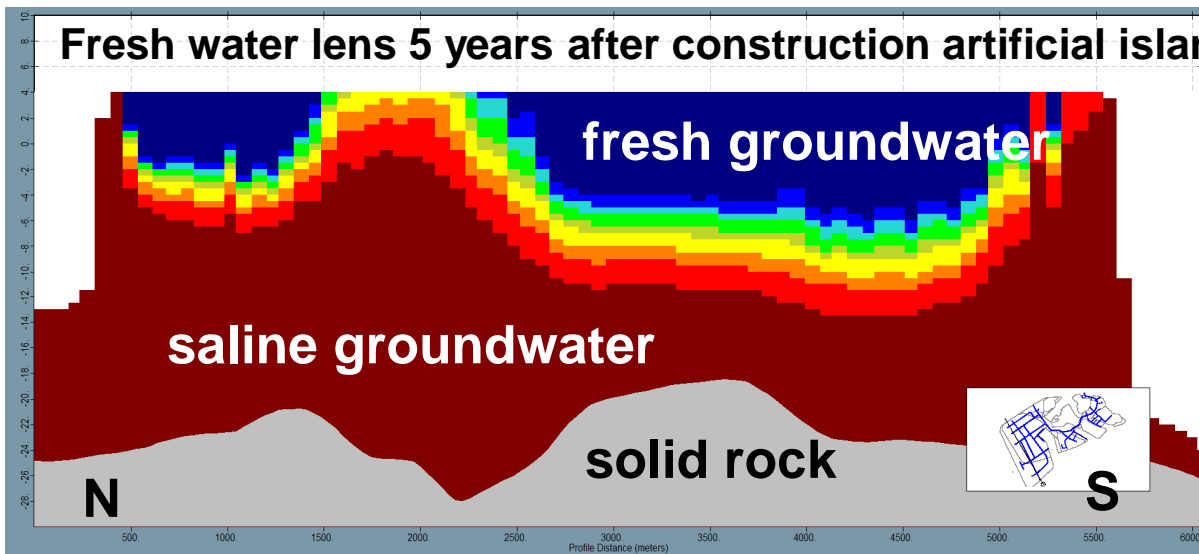 10.
Fresh water lens 5 years after construction artificial islan
8.
6.
4.
2.
0.
-2.
-4.
-6.
-8.
-10.
-12.
-14.
-16.
-18.
-20.
-22.
-24.
-26.
-28.
fresh groundwater
saline groundwater
solid rock
N
S
500. 1000. 1500. 2000. 2500. 3000. 3500. 4000. 4500. 5000. 5500. 6000
Profile Distance (meters)